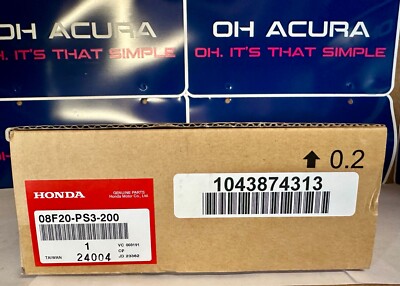 OH ACURA
OH. IT'S THAT SIMPLE
OH ACURA
OH. IT'S THAT SIMPLE
0.2
1043874313
HONDA
GENUINE PARTS
Honda Motor Co., Ltd.
08F20-PS3-200
1
TAIWAN 24004